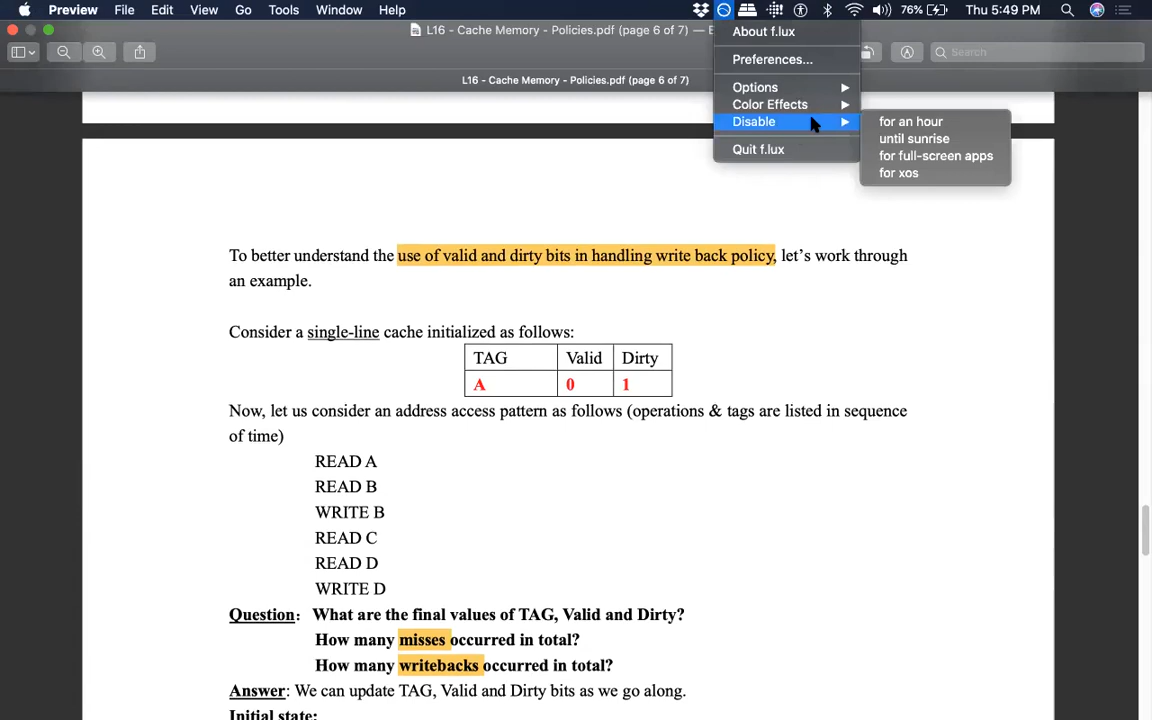 Preview File Edit View Go Tools Window Help 76% Thu 5:49 PM
L16 - Cache Memory - Policies.pdf (page 6 of 7) —
Search
L16 - Cache Memory - Policies.pdf (page 6 of 7)
About f.lux
Preferences...
Options
Color Effects
Disable
Quit f.lux
for an hour
until sunrise
for full-screen apps
for xos
To better understand the use of valid and dirty bits in handling write back policy, let’s work through
an example.
Consider a single-line cache initialized as follows:
TAG Valid Dirty
A 0 1
Now, let us consider an address access pattern as follows (operations & tags are listed in sequence
of time)
READ A
READ B
WRITE B
READ C
READ D
WRITE D
Question: What are the final values of TAG, Valid and Dirty?
How many misses occurred in total?
How many writebacks occurred in total?
Answer: We can update TAG, Valid and Dirty bits as we go along.
Initial state: